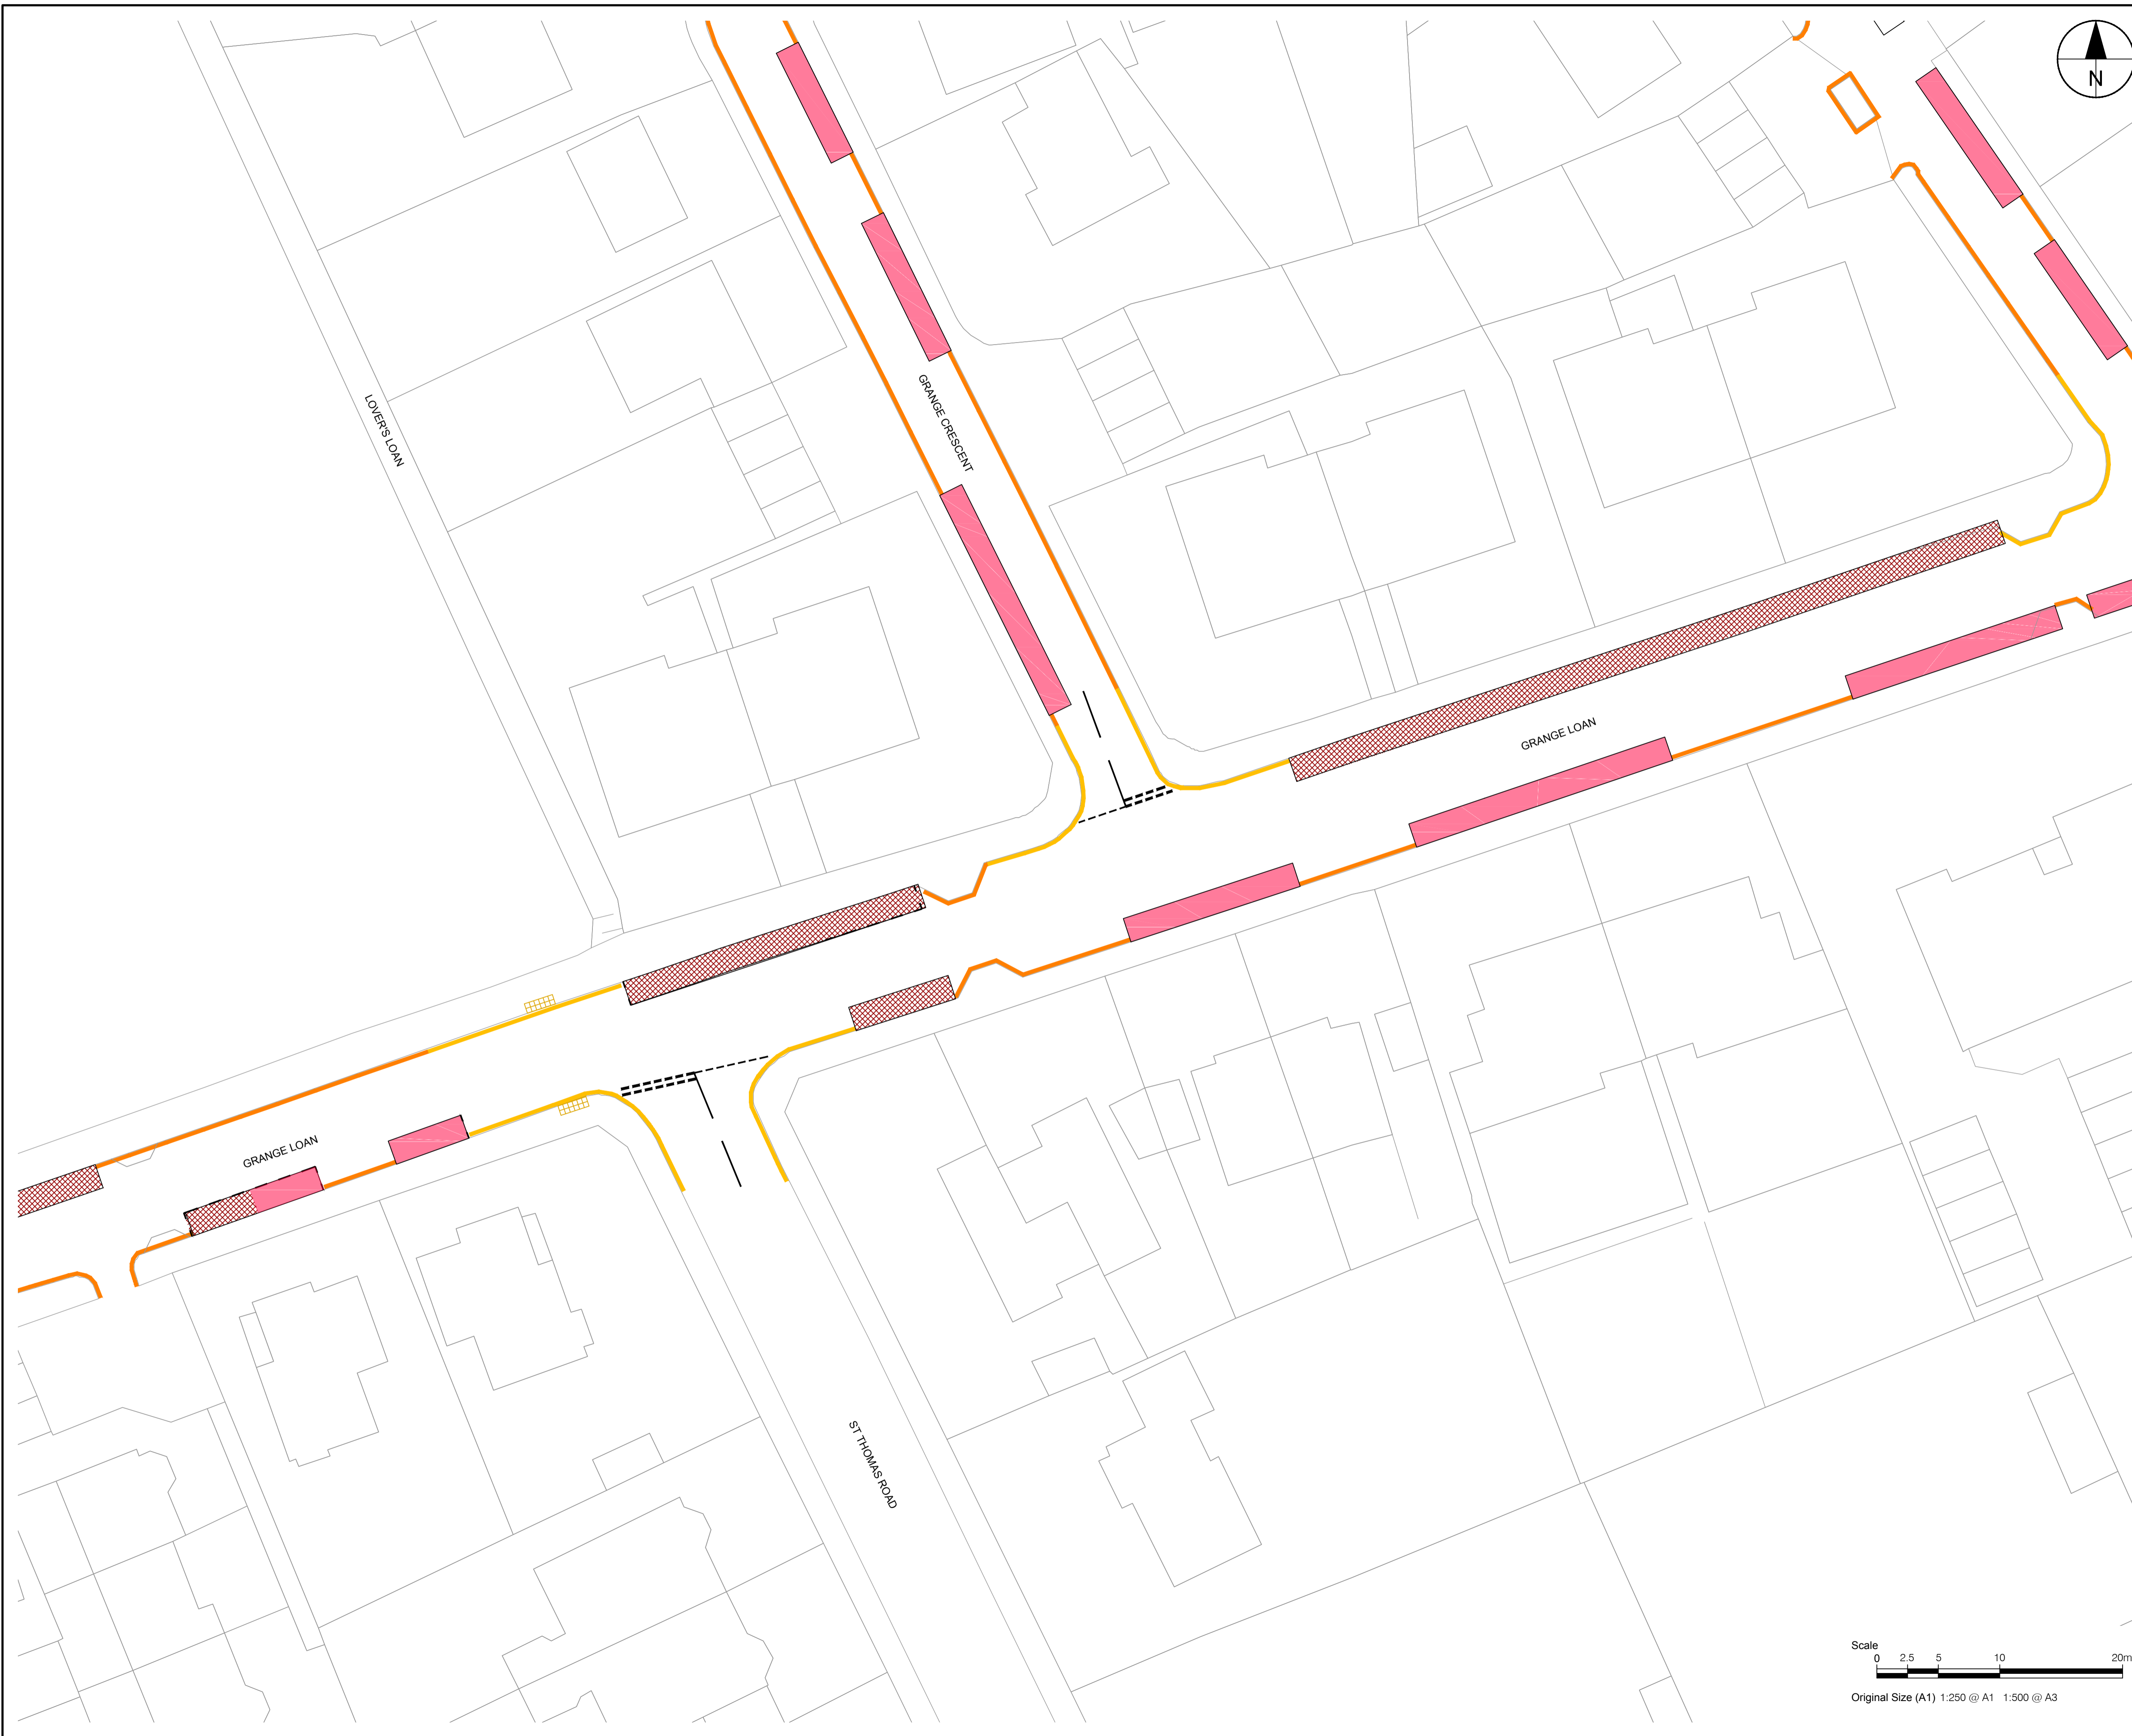 N
LOVER'S LOAN
GRANGE CRESCENT
GRANGE LOAN
GRANGE LOAN
ST THOMAS ROAD
Scale
0 2.5 5 10 20m
Original Size (A1) 1:250 @ A1 1:500 @ A3